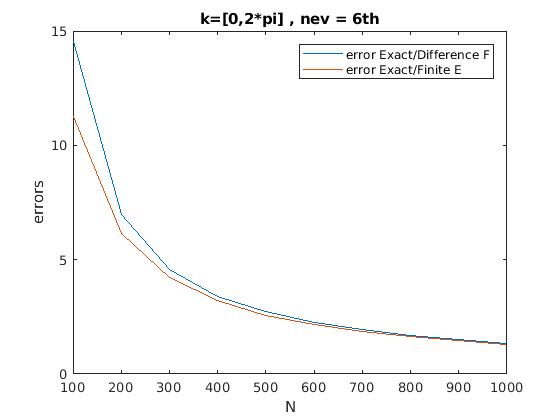 k=[0,2*pi] , nev = 6th
error Exact/Difference F
error Exact/Finite E
15
10
5
0
errors
100 200 300 400 500 600 700 800 900 1000
N